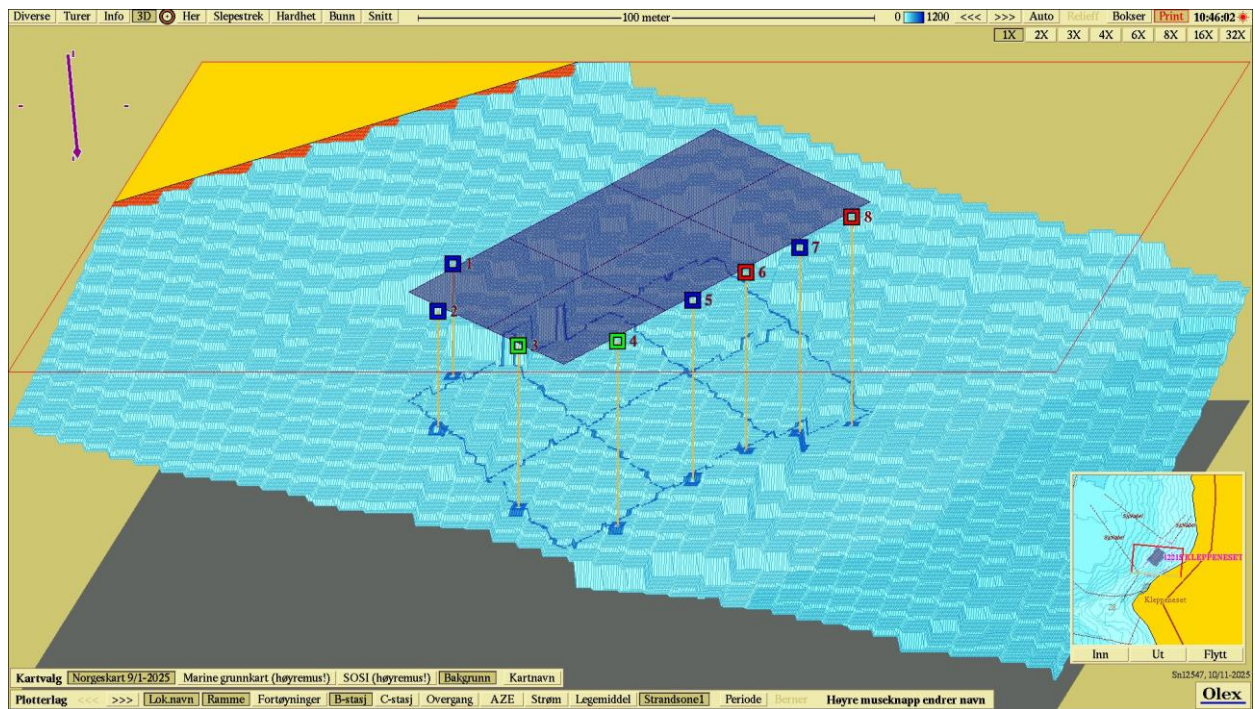 Diverse Turer Info 3D Her Slepestrek Hardhet Bunn Snitt 100 meter 0 1200 <<< >>> Auto Relieff Bokser Print 10:46:02
1X 2X 3X 4X 6X 8X 16X 32X
8
7
1
6
5
2
4
3
Sjøkabel
Sjøkabel
Sjøkabel
KLEPPENESET
Kleppeneset
28
Inn Ut Flytt
Kartvalg Norgeskart 9/1-2025 Marine grunnkart (høyremus!) SOSI (høyremus!) Bakgrunn Kartnavn
Sn12547, 10/11-2025
Plotterlag <<< >>> Lok.navn Ramme Fortøyninger B-stasj C-stasj Overgang AZE Strøm Legemiddel Strandsone1 Periode Berner Høyre museknapp endrer navn
Olex